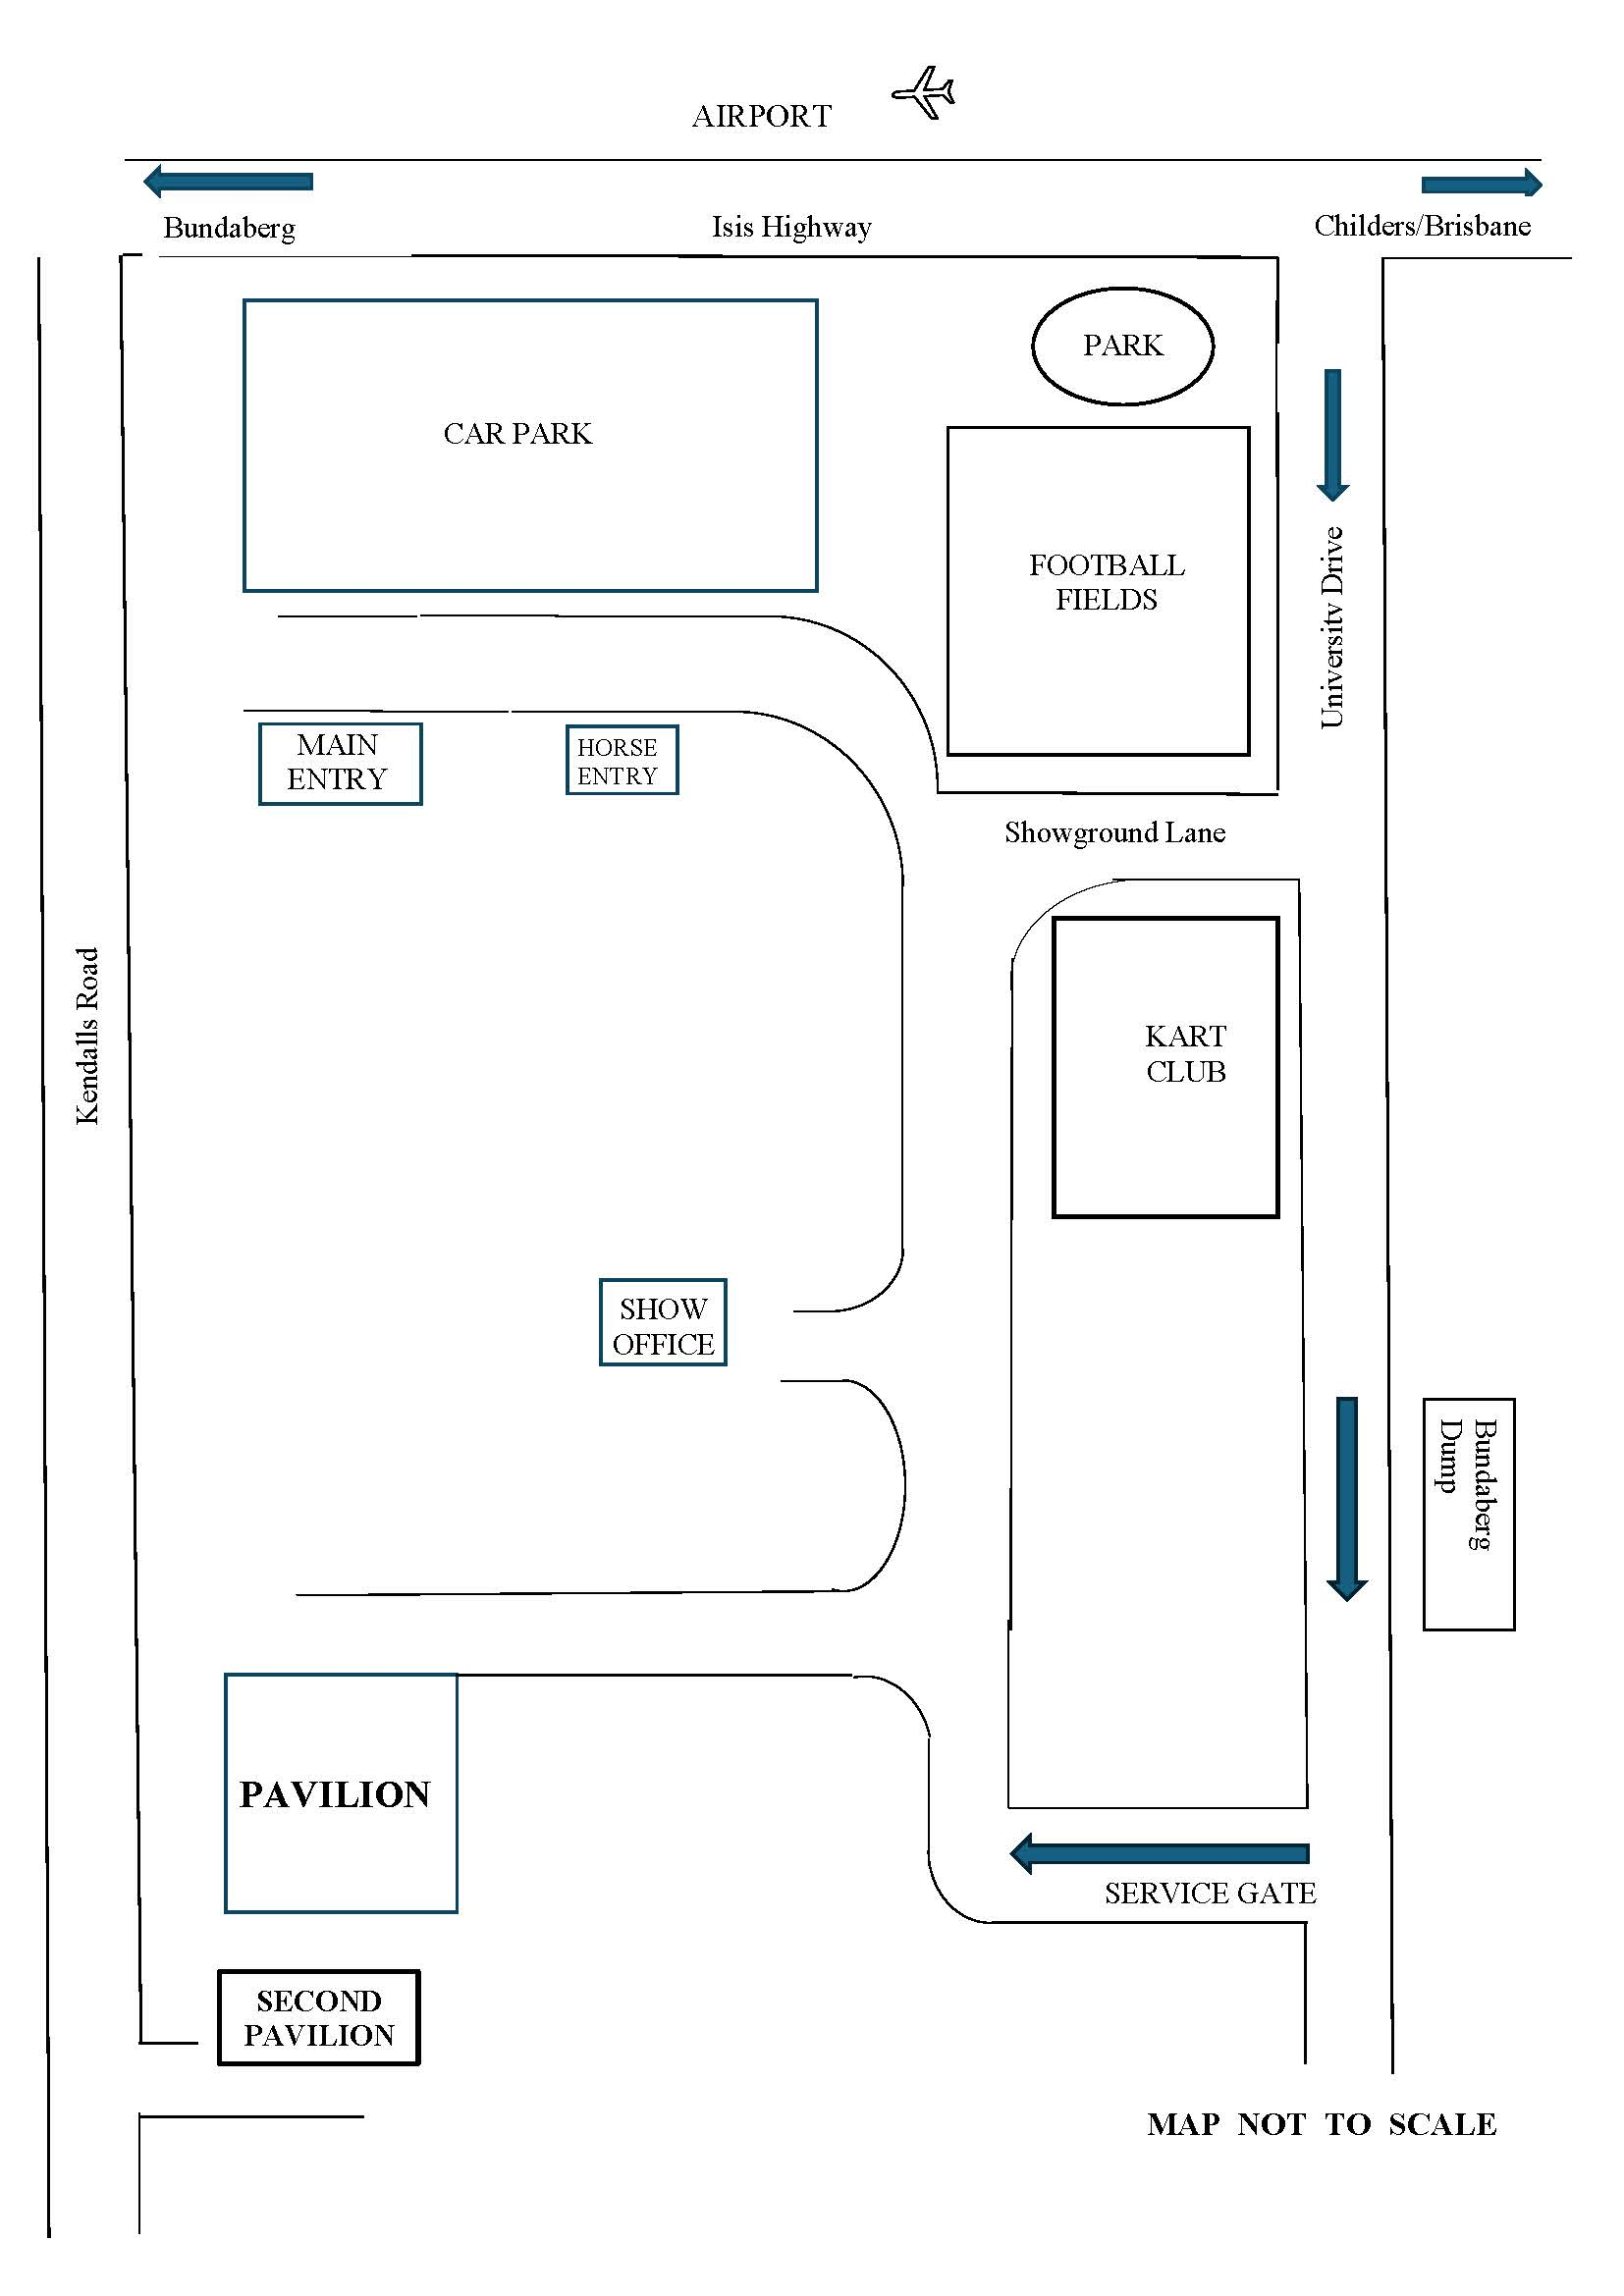 AIRPORT
Bundaberg
Isis Highway
Childers/Brisbane
PARK
CAR PARK
FOOTBALL
FIELDS
University Drive
MAIN
ENTRY
HORSE
ENTRY
Showground Lane
Kendalls Road
KART
CLUB
SHOW
OFFICE
Bundaberg
Dump
PAVILION
SERVICE GATE
SECOND
PAVILION
MAP NOT TO SCALE